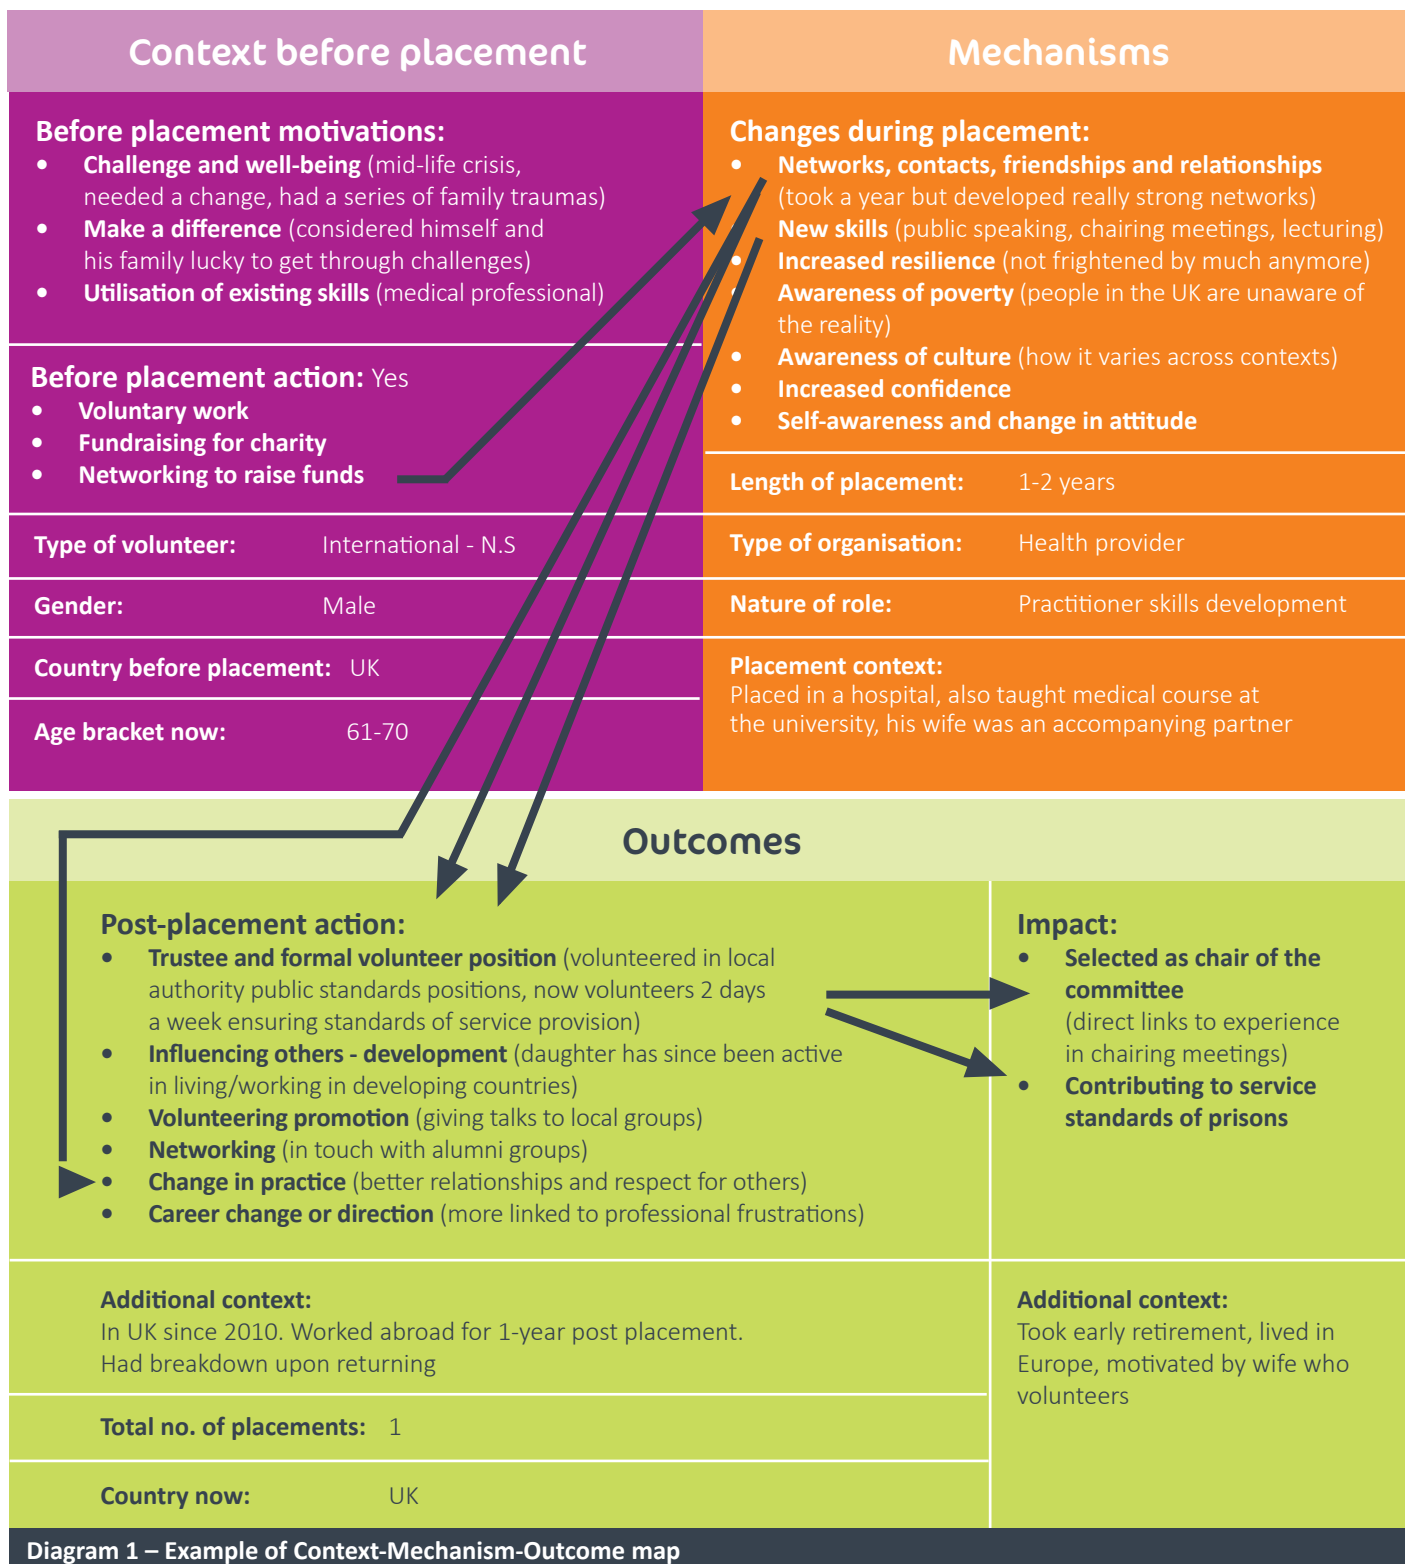 Context before placement
Before placement motivations:
• Challenge and well-being (mid-life crisis,
needed a change, had a series of family traumas)
• Make a difference (considered himself and
his family lucky to get through challenges)
• Utilisation of existing skills (medical professional)
Before placement action: Yes
• Voluntary work
• Fundraising for charity
• Networking to raise funds
Type of volunteer: International - N.S
Gender: Male
Country before placement: UK
Age bracket now: 61-70
Mechanisms
Changes during placement:
• Networks, contacts, friendships and relationships
(took a year but developed really strong networks)
New skills (public speaking, chairing meetings, lecturing)
• Increased resilience (not frightened by much anymore)
• Awareness of poverty (people in the UK are unaware of
the reality)
• Awareness of culture (how it varies across contexts)
• Increased confidence
• Self-awareness and change in attitude
Length of placement: 1-2 years
Type of organisation: Health provider
Nature of role: Practitioner skills development
Placement context:
Placed in a hospital, also taught medical course at
the university, his wife was an accompanying partner
Outcomes
Post-placement action:
• Trustee and formal volunteer position (volunteered in local
authority public standards positions, now volunteers 2 days
a week ensuring standards of service provision)
• Influencing others - development (daughter has since been active
in living/working in developing countries)
• Volunteering promotion (giving talks to local groups)
• Networking (in touch with alumni groups)
• Change in practice (better relationships and respect for others)
• Career change or direction (more linked to professional frustrations)
Impact:
• Selected as chair of the
committee
(direct links to experience
in chairing meetings)
• Contributing to service
standards of prisons
Additional context:
In UK since 2010. Worked abroad for 1-year post placement.
Had breakdown upon returning
Total no. of placements: 1
Country now: UK
Additional context:
Took early retirement, lived in
Europe, motivated by wife who
volunteers
Diagram 1 – Example of Context-Mechanism-Outcome map